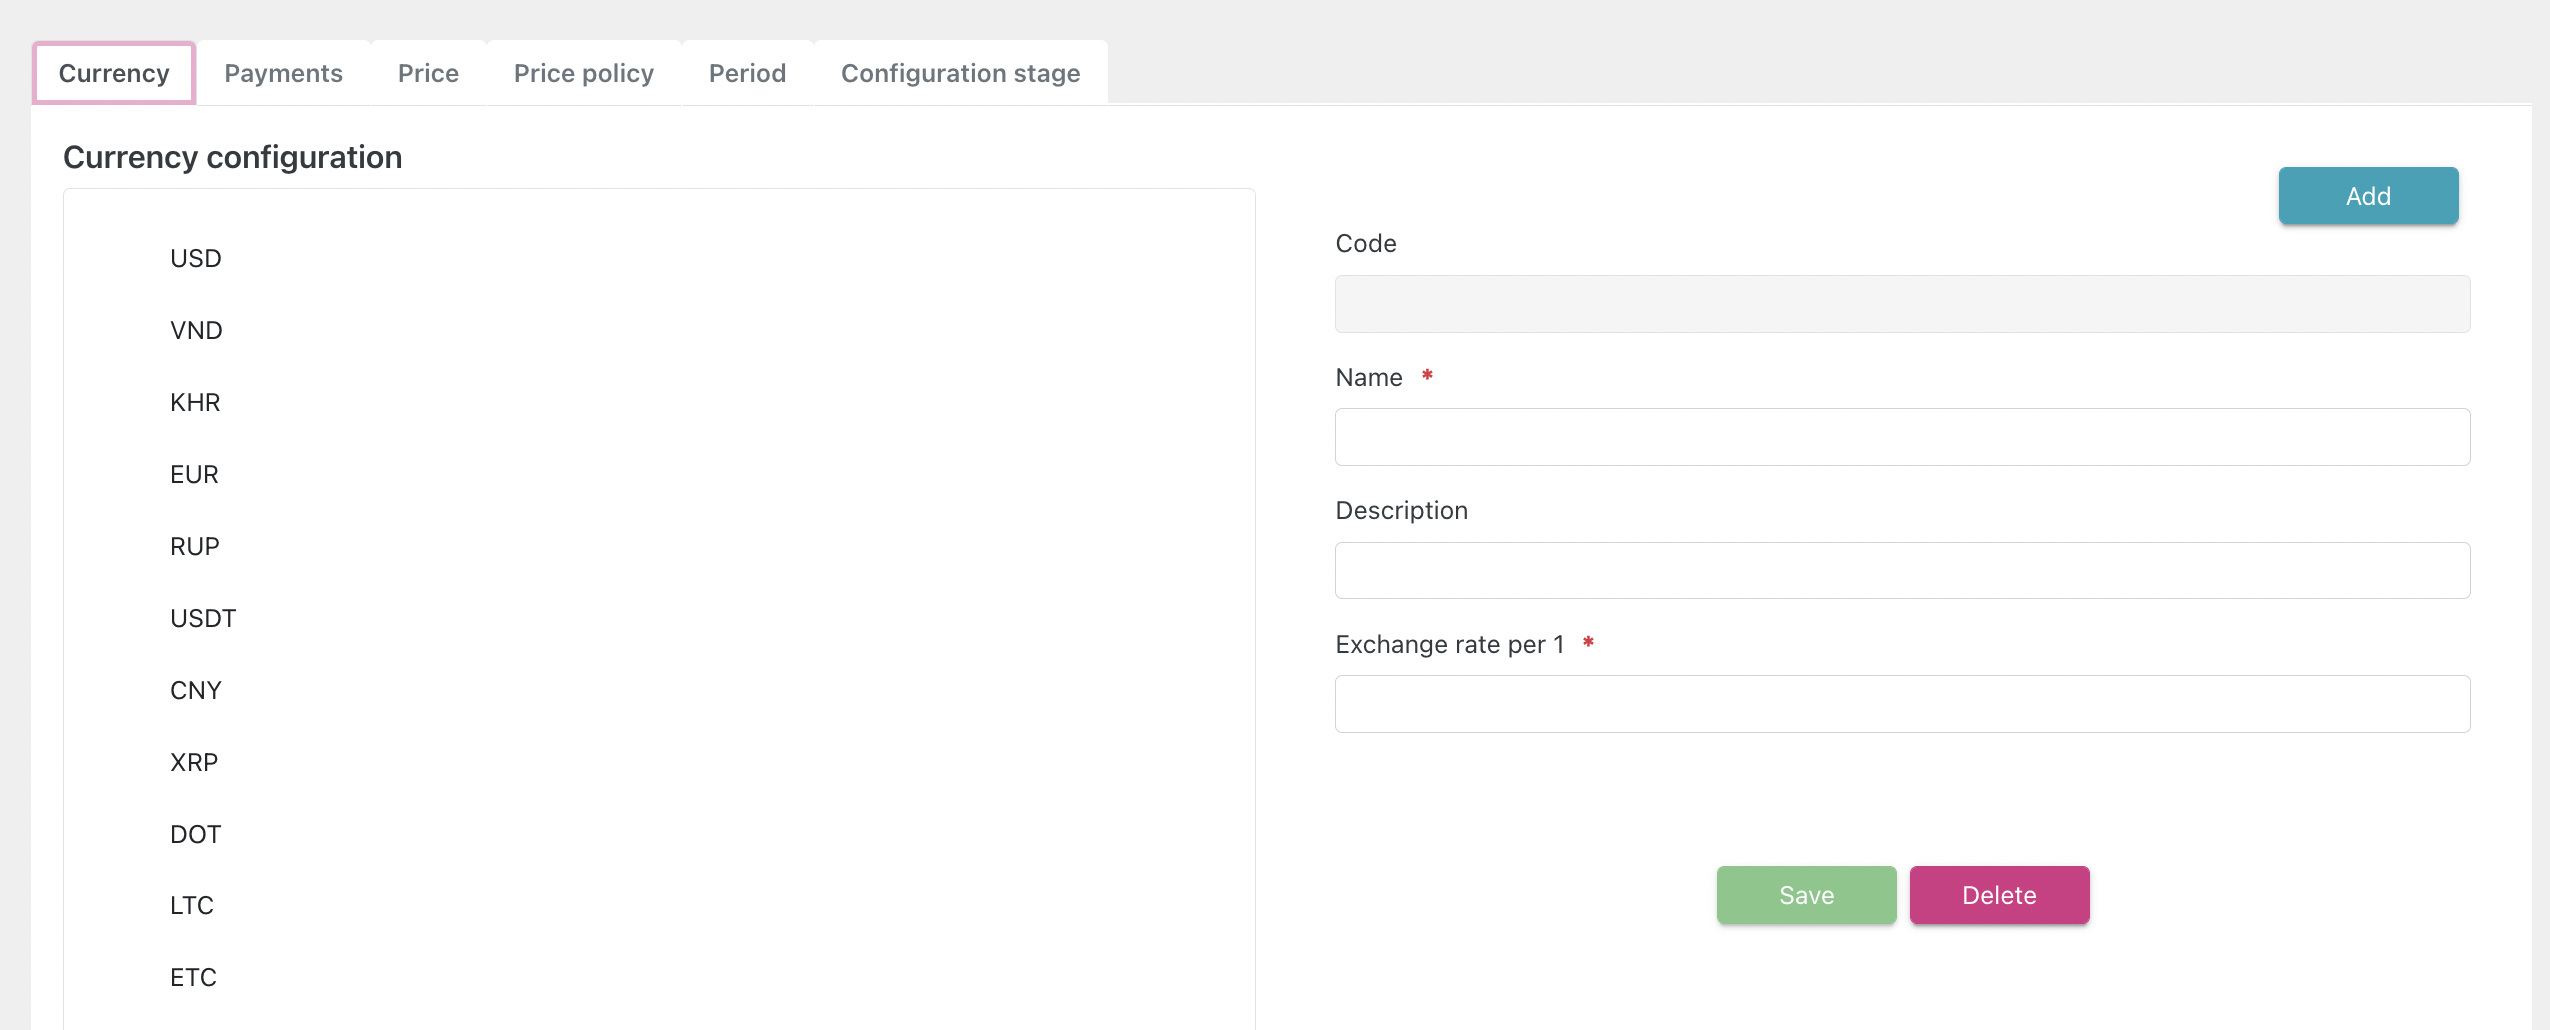 Currency Payments Price Price policy Period Configuration stage
Currency configuration
USD
VND
KHR
EUR
RUP
USDT
CNY
XRP
DOT
LTC
ETC
Add
Code
Name *
Description
Exchange rate per 1 *
Save Delete